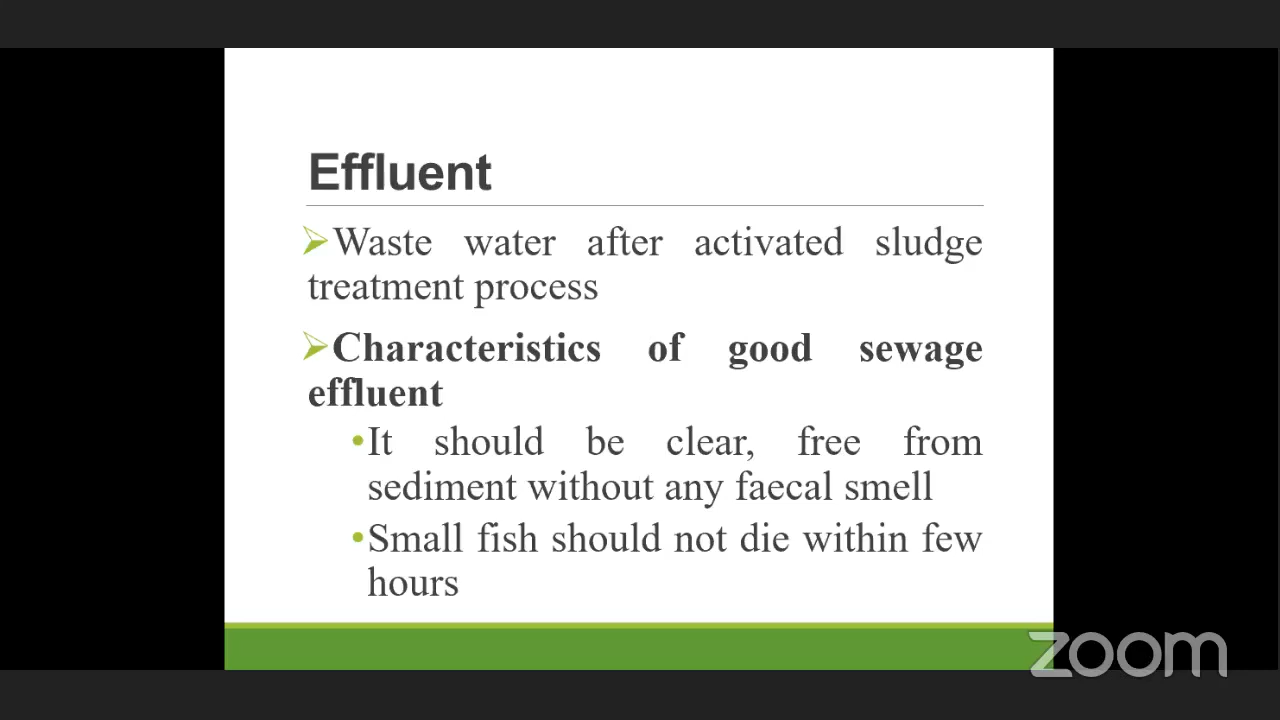 Effluent
➢Waste water after activated sludge
treatment process
➢Characteristics of good sewage
effluent
•It should be clear, free from
sediment without any faecal smell
•Small fish should not die within few
hours
zoom